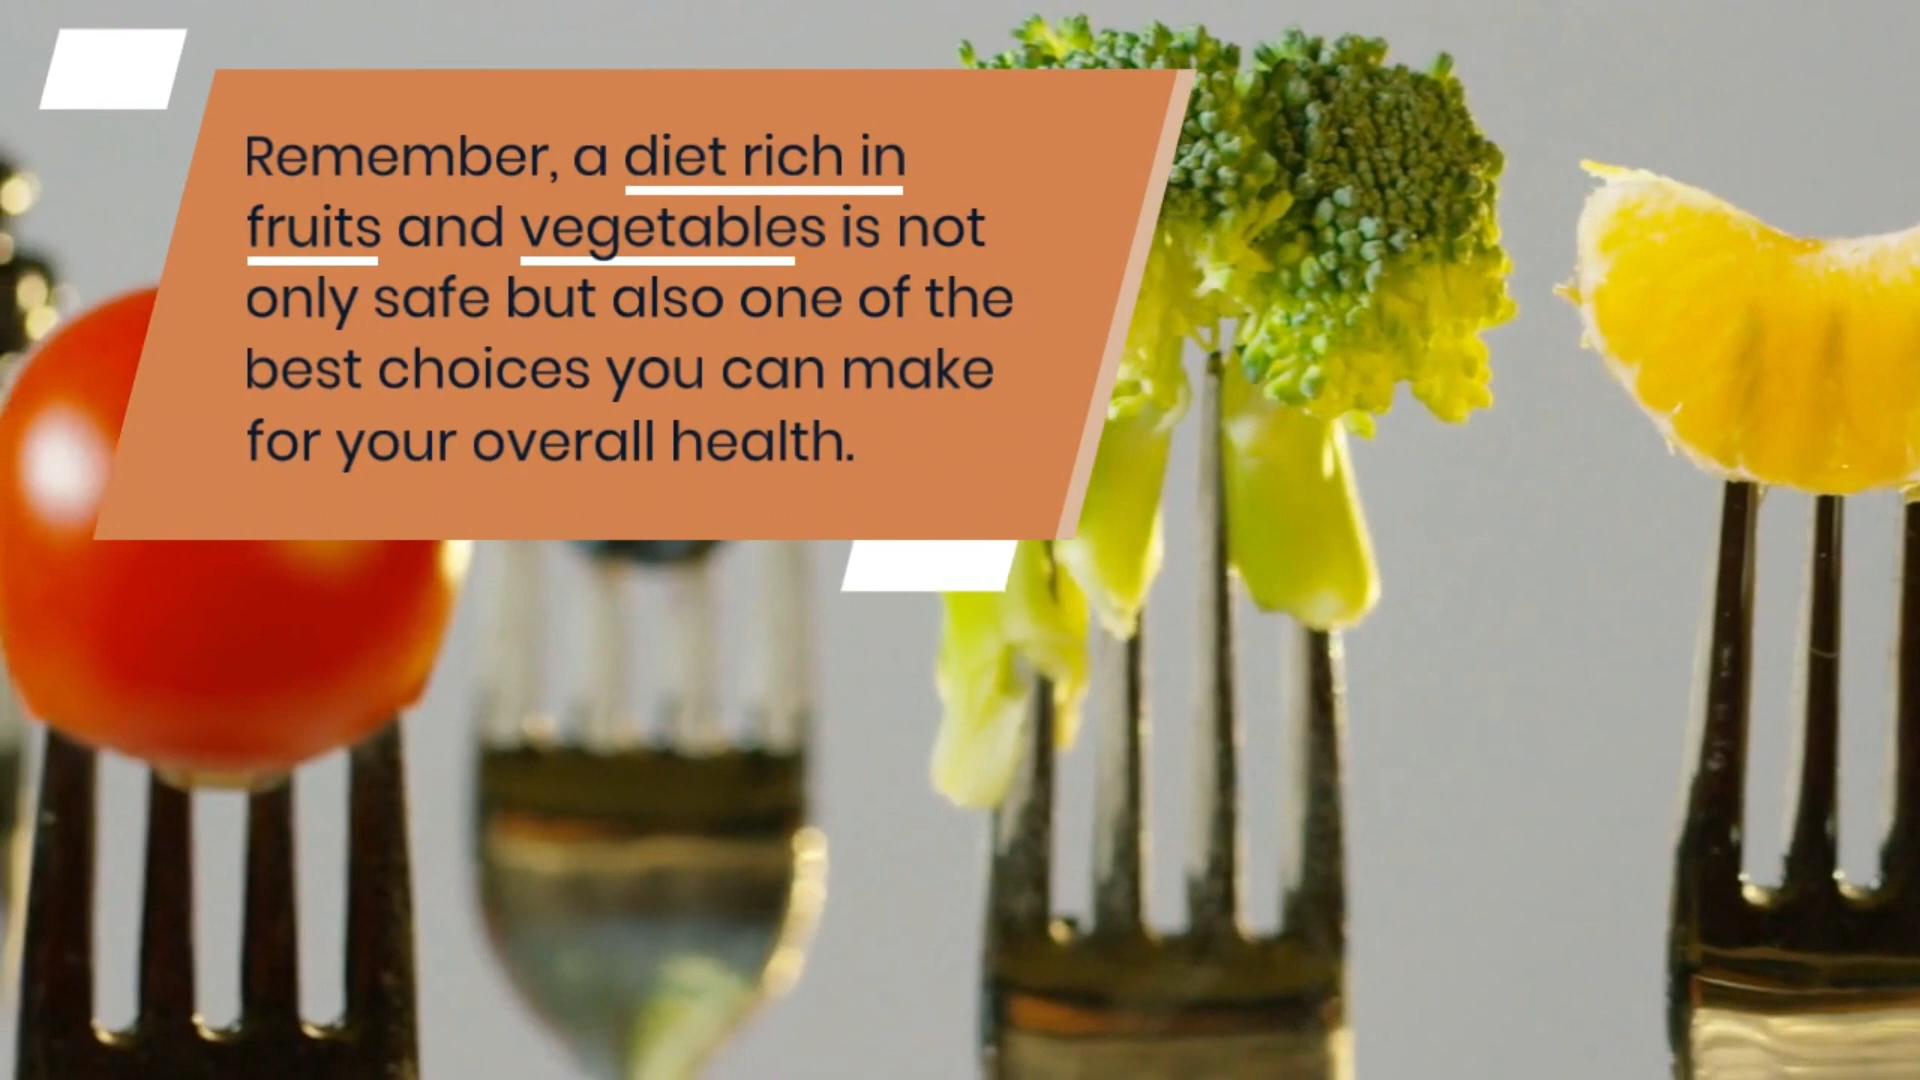 Remember, a diet rich in
fruits and vegetables is not
only safe but also one of the
best choices you can make
for your overall health.